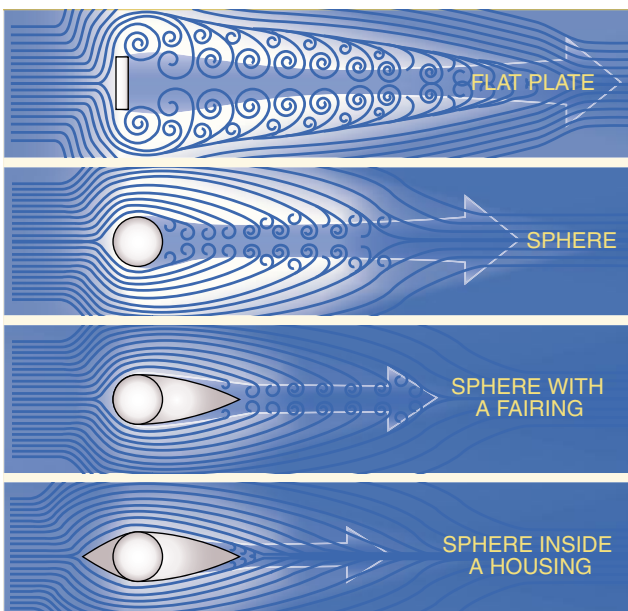 FLAT PLATE
SPHERE
SPHERE WITH
A FAIRING
SPHERE INSIDE
A HOUSING